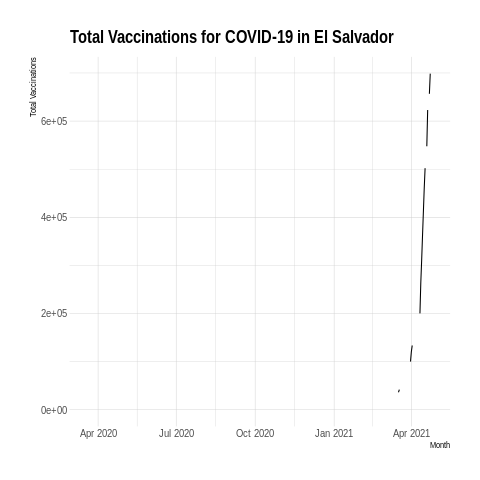 Total Vaccinations for COVID-19 in El Salvador
Total Vaccinations
6e+05
4e+05
2e+05
0e+00
Apr 2020 Jul 2020 Oct 2020 Jan 2021 Apr 2021
Month